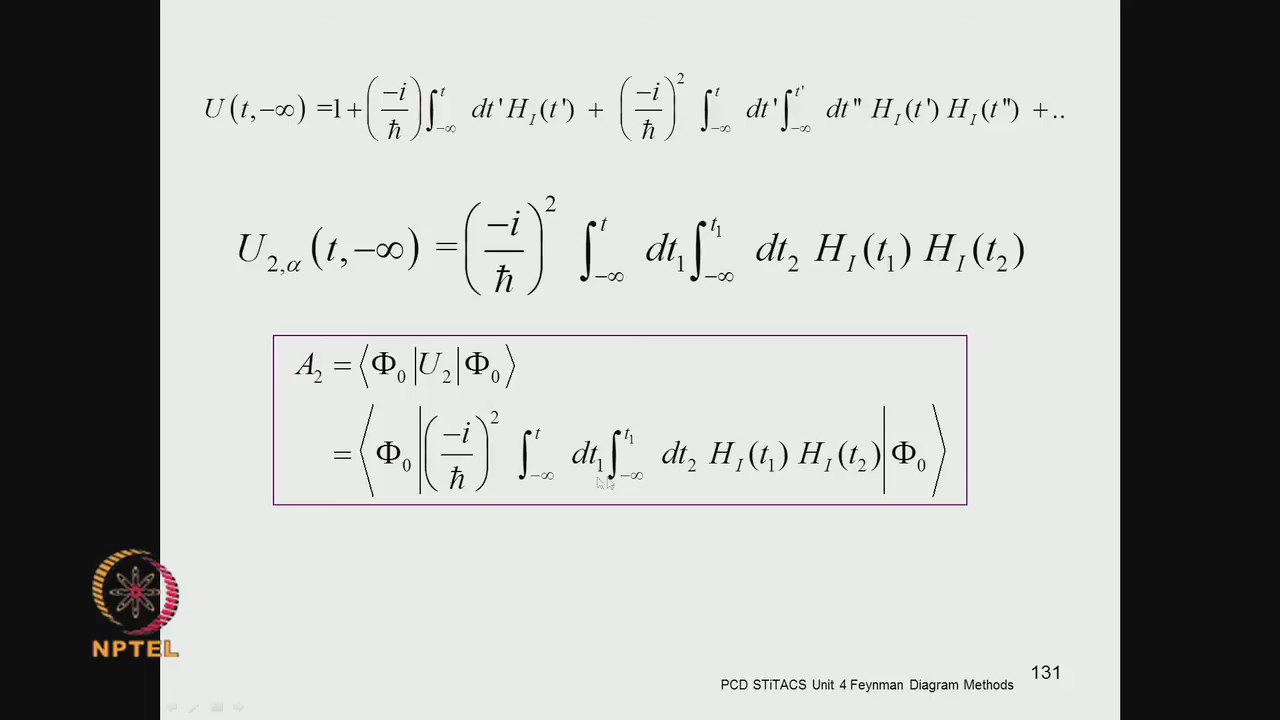 U(t,−∞) =1+(−i/ħ)∫_{−∞}^{t} dt' H_I(t') + (−i/ħ)^2 ∫_{−∞}^{t} dt' ∫_{−∞}^{t'} dt'' H_I(t') H_I(t'') +..
U_{2,α}(t,−∞) =(−i/ħ)^2 ∫_{−∞}^{t} dt_1 ∫_{−∞}^{t_1} dt_2 H_I(t_1) H_I(t_2)
A_2 = ⟨Φ_0|U_2|Φ_0⟩
= ⟨Φ_0|(−i/ħ)^2 ∫_{−∞}^{t} dt_1 ∫_{−∞}^{t_1} dt_2 H_I(t_1) H_I(t_2)|Φ_0⟩
NPTEL
PCD STiTACS Unit 4 Feynman Diagram Methods
131